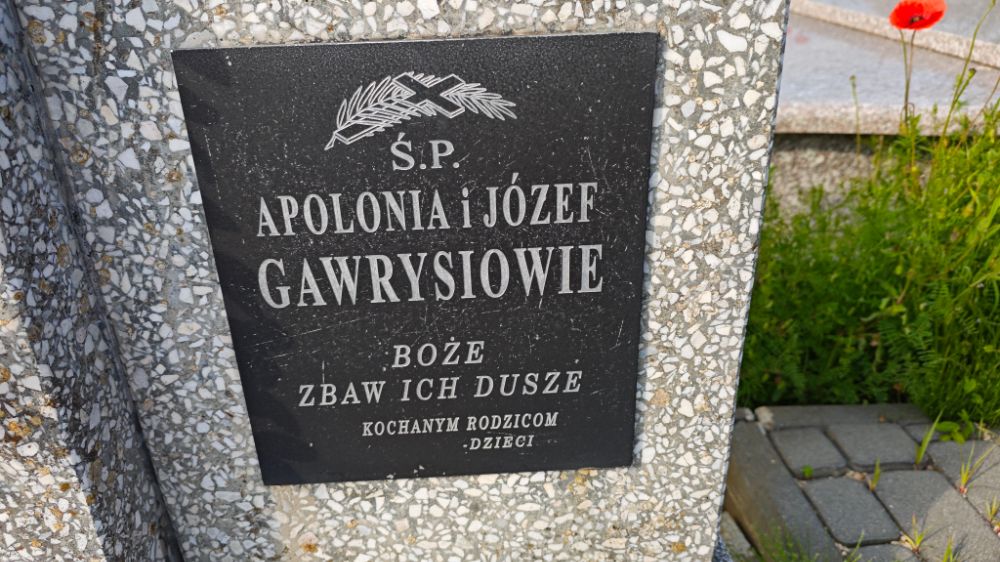 Ś.P.
APOLONIA i JÓZEF
GAWRYSIOWIE
BOŻE
ZBAW ICH DUSZE
KOCHANYM RODZICOM
-DZIECI